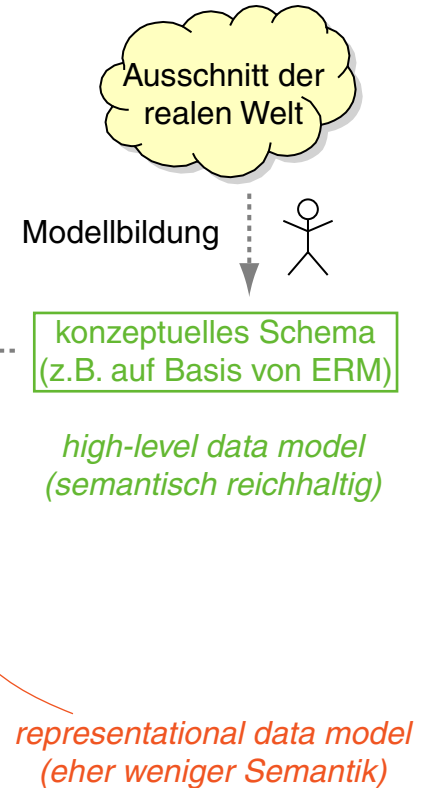 Ausschnitt der
realen Welt
Modellbildung
konzeptuelles Schema
(z.B. auf Basis von ERM)
high-level data model
(semantisch reichhaltig)
representational data model
(eher weniger Semantik)